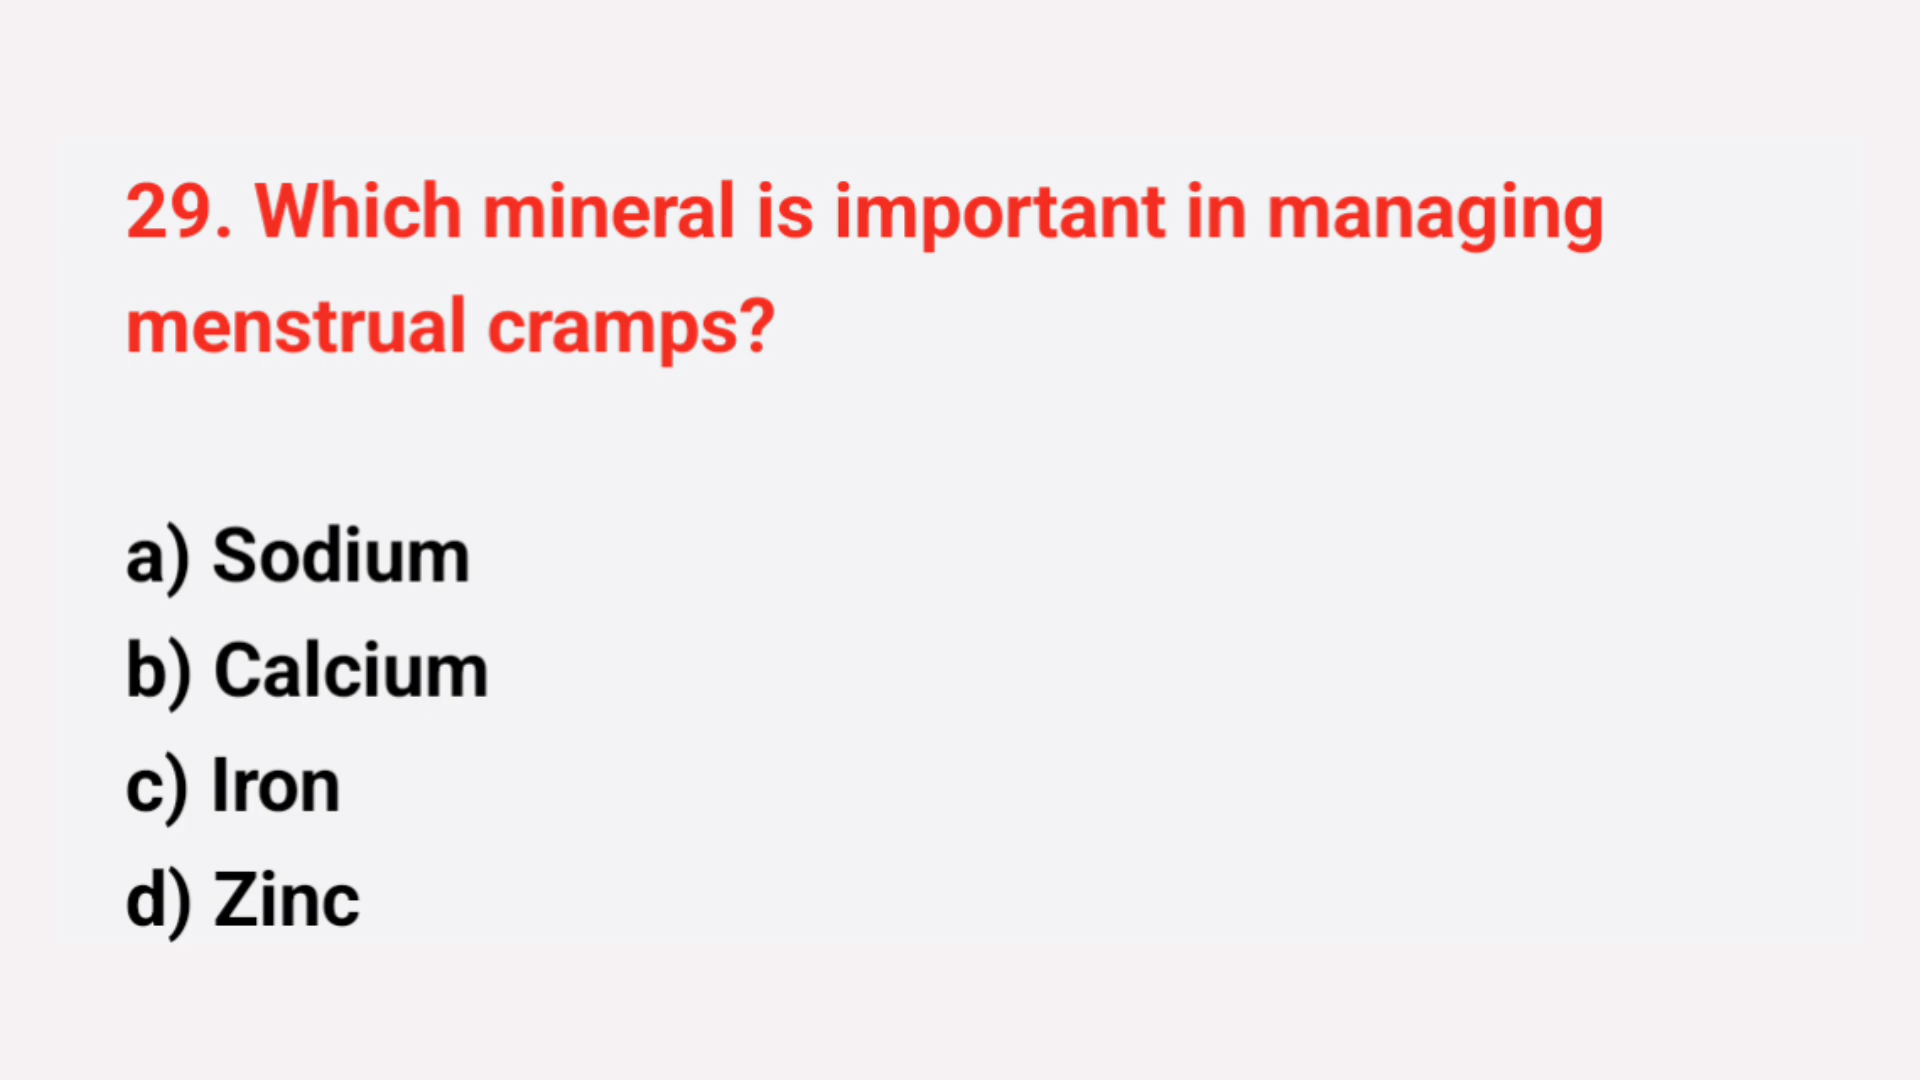 29. Which mineral is important in managing
menstrual cramps?
a) Sodium
b) Calcium
c) Iron
d) Zinc